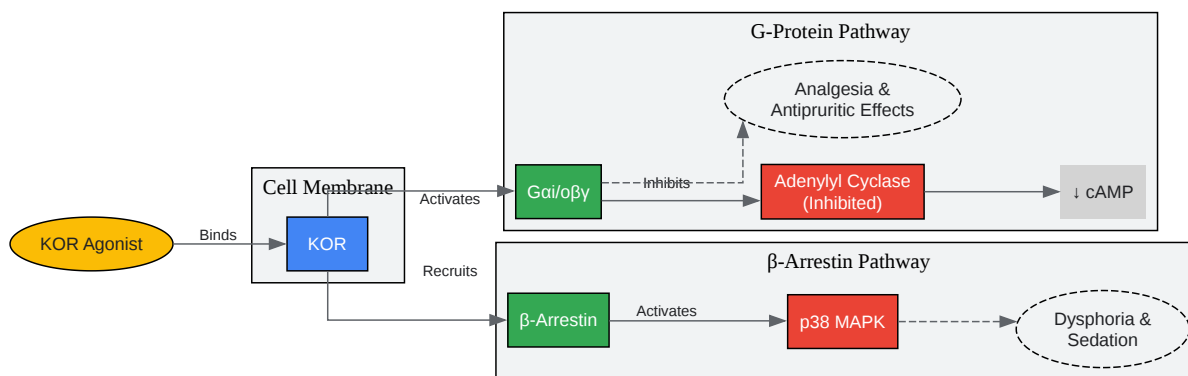 G-Protein Pathway
Analgesia &
Antipruritic Effects
Cell Membrane
Gαi/oβγ
Inhibits
Adenylyl Cyclase
(Inhibited)
↓ cAMP
Activates
KOR Agonist
Binds
KOR
Recruits
β-Arrestin Pathway
β-Arrestin
Activates
p38 MAPK
Dysphoria &
Sedation